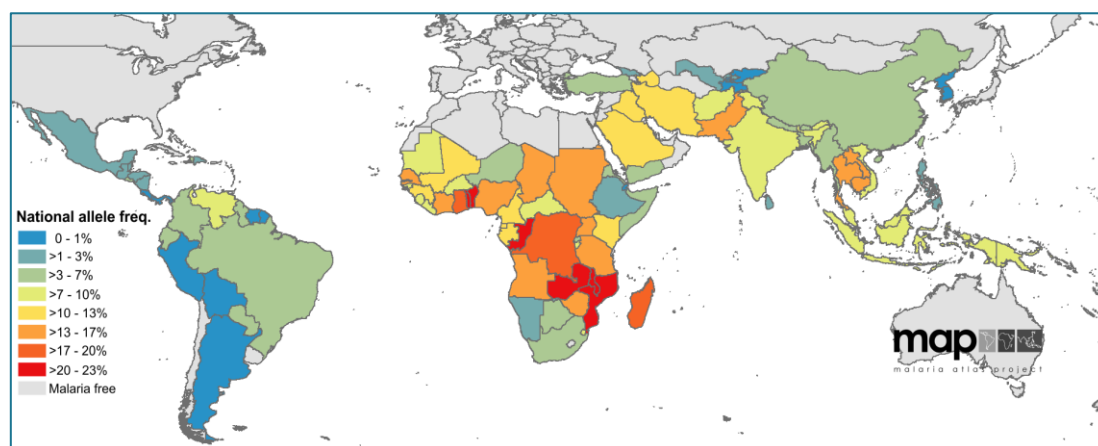 National allele freq.
0 - 1%
>1 - 3%
>3 - 7%
>7 - 10%
>10 - 13%
>13 - 17%
>17 - 20%
>20 - 23%
Malaria free
map
malaria atlas project